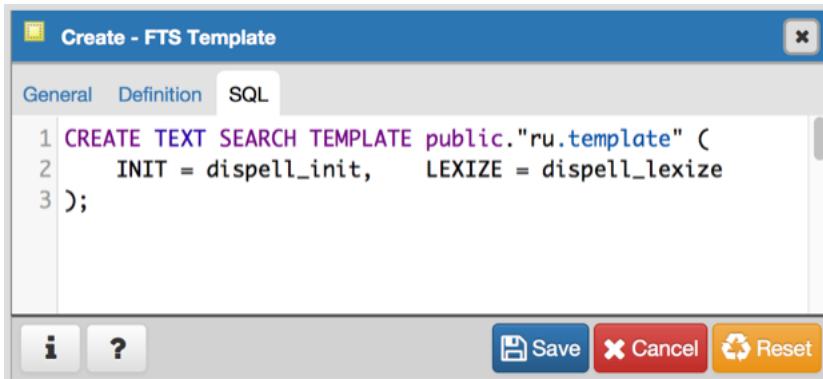 Create - FTS Template
General Definition SQL
1 CREATE TEXT SEARCH TEMPLATE public."ru.template" (
2 INIT = dispell_init, LEXIZE = dispell_lexize
3 );
i ? Save Cancel Reset